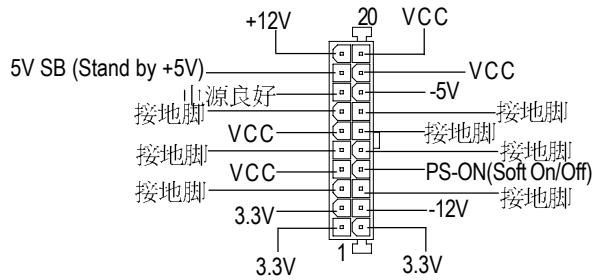 +12V
20
VCC
5V SB (Stand by +5V)
VCC
电源良好
-5V
接地脚
接地脚
VCC
接地脚
接地脚
接地脚
VCC
PS-ON(Soft On/Off)
接地脚
接地脚
3.3V
-12V
1
3.3V
3.3V